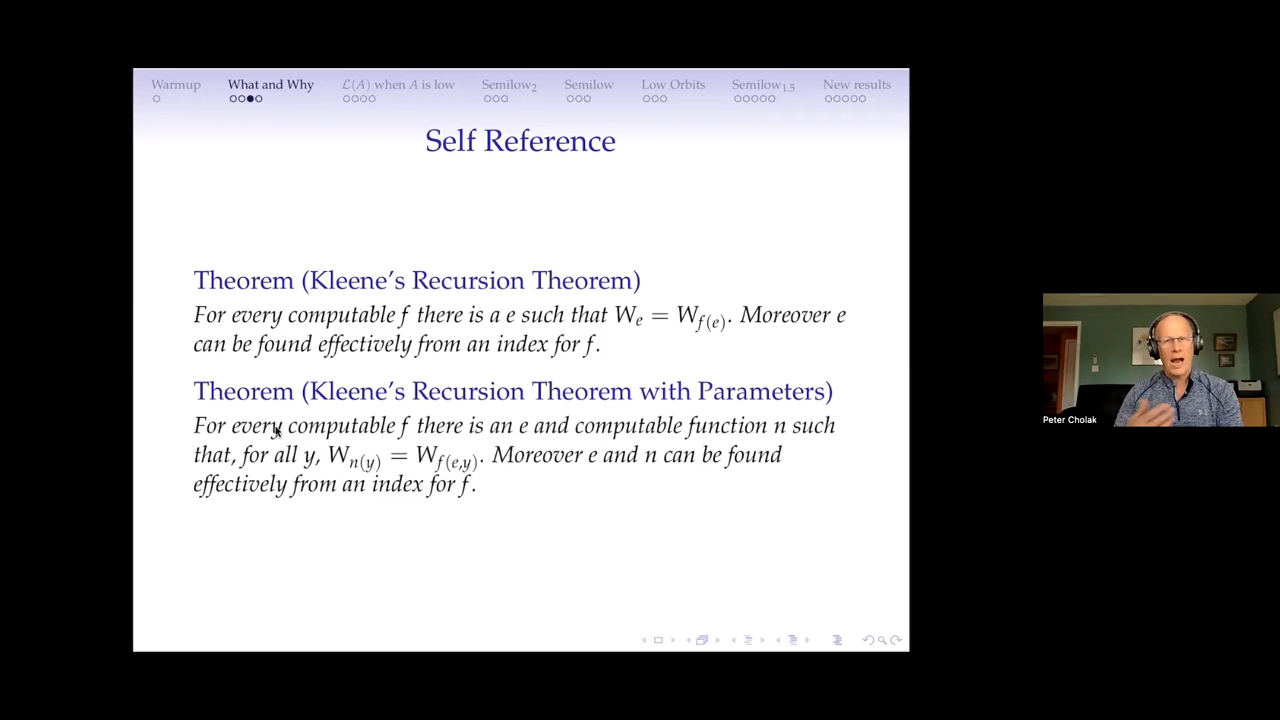 Warmup What and Why L(A) when A is low Semilow₂ Semilow Low Orbits Semilow₁.₅ New results
Self Reference
Theorem (Kleene's Recursion Theorem)
For every computable f there is a e such that W_e = W_{f(e)}. Moreover e
can be found effectively from an index for f.
Theorem (Kleene's Recursion Theorem with Parameters)
For every computable f there is an e and computable function n such
that, for all y, W_{n(y)} = W_{f(e,y)}. Moreover e and n can be found
effectively from an index for f.
Peter Cholak